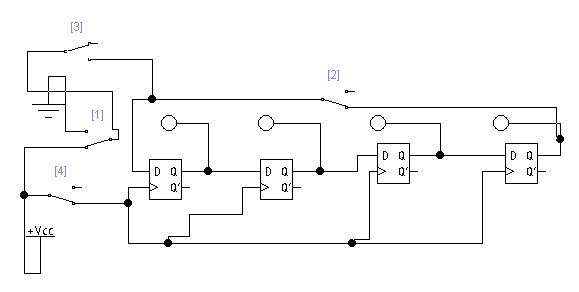 [3]
[2]
[1]
[4]
D Q
Q'
D Q
Q'
D Q
Q'
D Q
Q'
+Vcc